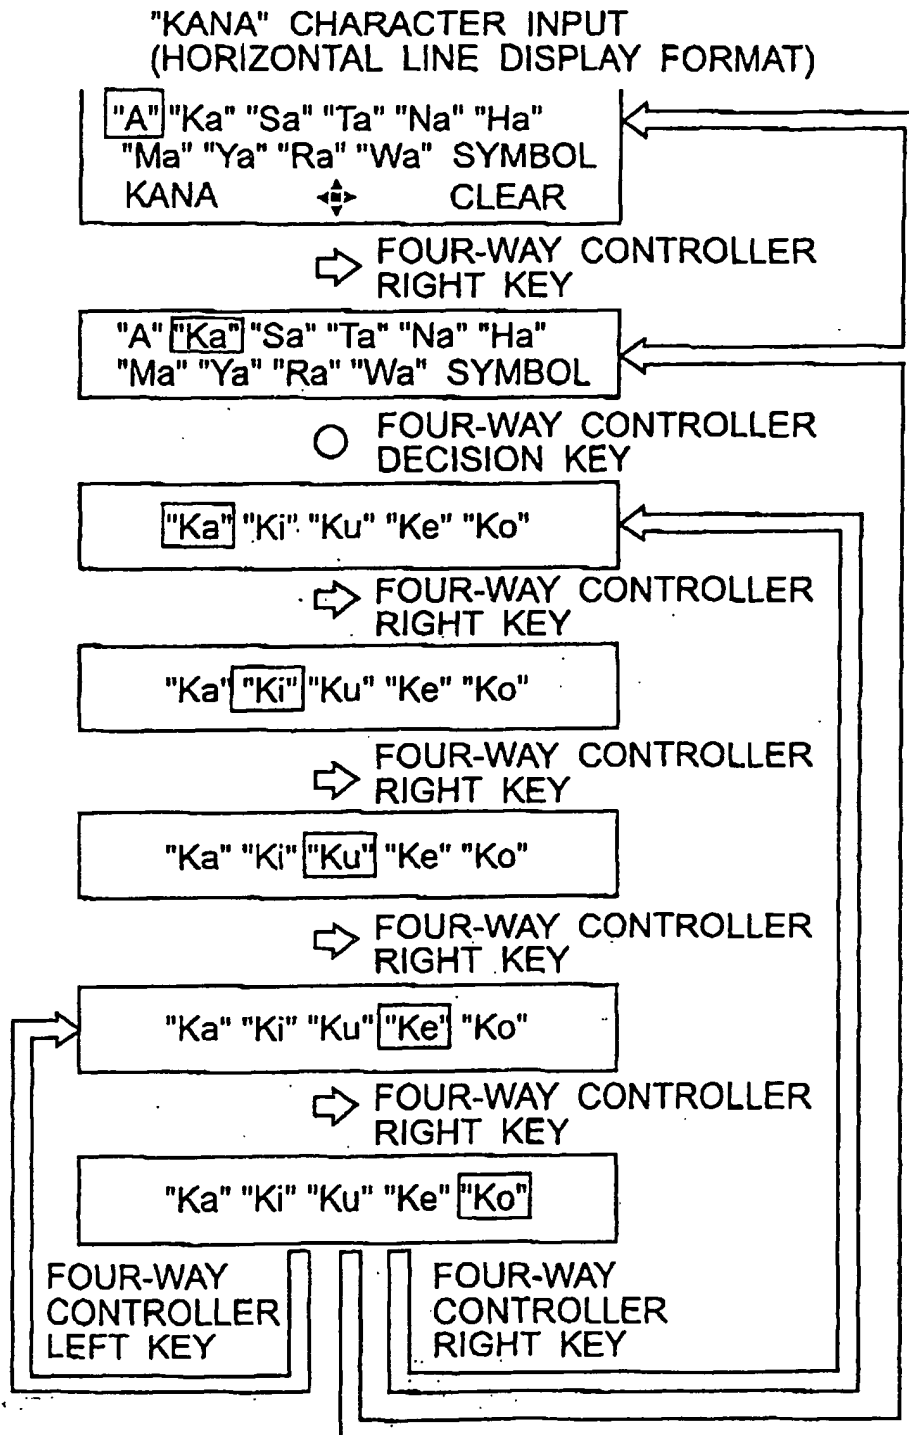 "KANA" CHARACTER INPUT
(HORIZONTAL LINE DISPLAY FORMAT)
"A" "Ka" "Sa" "Ta" "Na" "Ha"
"Ma" "Ya" "Ra" "Wa" SYMBOL
KANA CLEAR
FOUR-WAY CONTROLLER
RIGHT KEY
"A" "Ka" "Sa" "Ta" "Na" "Ha"
"Ma" "Ya" "Ra" "Wa" SYMBOL
FOUR-WAY CONTROLLER
DECISION KEY
"Ka" "Ki" "Ku" "Ke" "Ko"
FOUR-WAY CONTROLLER
RIGHT KEY
"Ka" "Ki" "Ku" "Ke" "Ko"
FOUR-WAY CONTROLLER
RIGHT KEY
"Ka" "Ki" "Ku" "Ke" "Ko"
FOUR-WAY CONTROLLER
RIGHT KEY
"Ka" "Ki" "Ku" "Ke" "Ko"
FOUR-WAY CONTROLLER
RIGHT KEY
"Ka" "Ki" "Ku" "Ke" "Ko"
FOUR-WAY
CONTROLLER
LEFT KEY
FOUR-WAY
CONTROLLER
RIGHT KEY